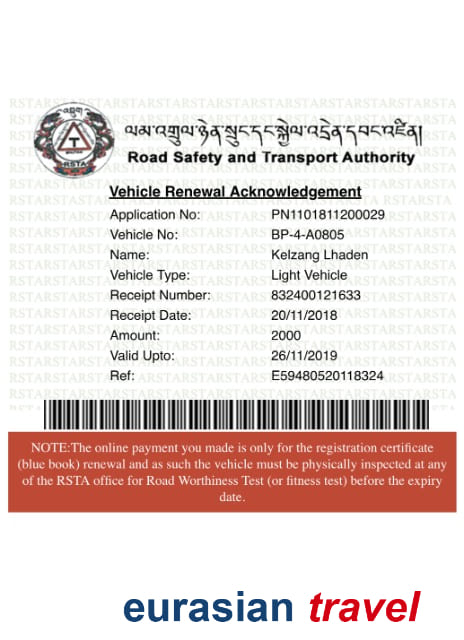 ལམ་འགྲུལ་ཉེན་སྲུང་དང་སྐྱེལ་འདྲེན་དབང་འཛིན།
Road Safety and Transport Authority
RSTA
Vehicle Renewal Acknowledgement
Application No: PN1101811200029
Vehicle No: BP-4-A0805
Name: Kelzang Lhaden
Vehicle Type: Light Vehicle
Receipt Number: 832400121633
Receipt Date: 20/11/2018
Amount: 2000
Valid Upto: 26/11/2019
Ref: E59480520118324
NOTE:The online payment you made is only for the registration certificate
(blue book) renewal and as such the vehicle must be physically inspected at any
of the RSTA office for Road Worthiness Test (or fitness test) before the expiry
date.
eurasian travel